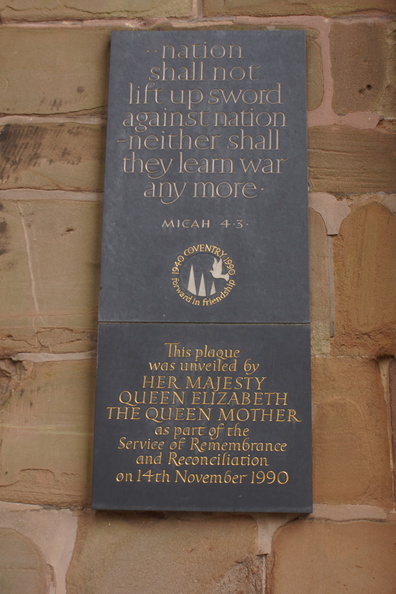 ··nation
shall not
lift up sword
against nation
-neither shall
they learn war
any more·
MICAH 4·3·
1940 COVENTRY 1990
forward in friendship
This plaque
was unveiled by
HER MAJESTY
QUEEN ELIZABETH
THE QUEEN MOTHER
as part of the
Service of Remembrance
and Reconciliation
on 14th November 1990